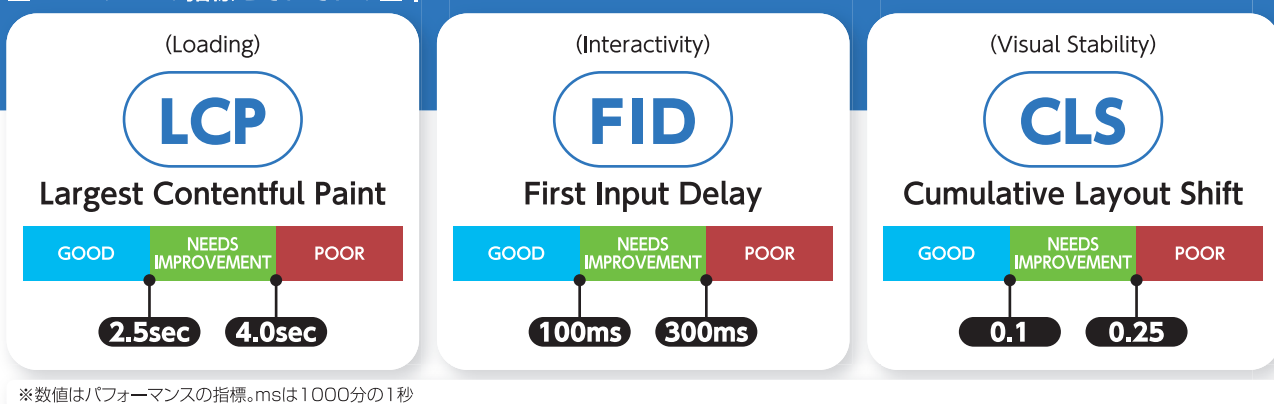 (Loading)
LCP
Largest Contentful Paint
GOOD
NEEDS
IMPROVEMENT
POOR
2.5sec
4.0sec
(Interactivity)
FID
First Input Delay
GOOD
NEEDS
IMPROVEMENT
POOR
100ms
300ms
(Visual Stability)
CLS
Cumulative Layout Shift
GOOD
NEEDS
IMPROVEMENT
POOR
0.1
0.25
※数値はパフォーマンスの指標。msは1000分の1秒